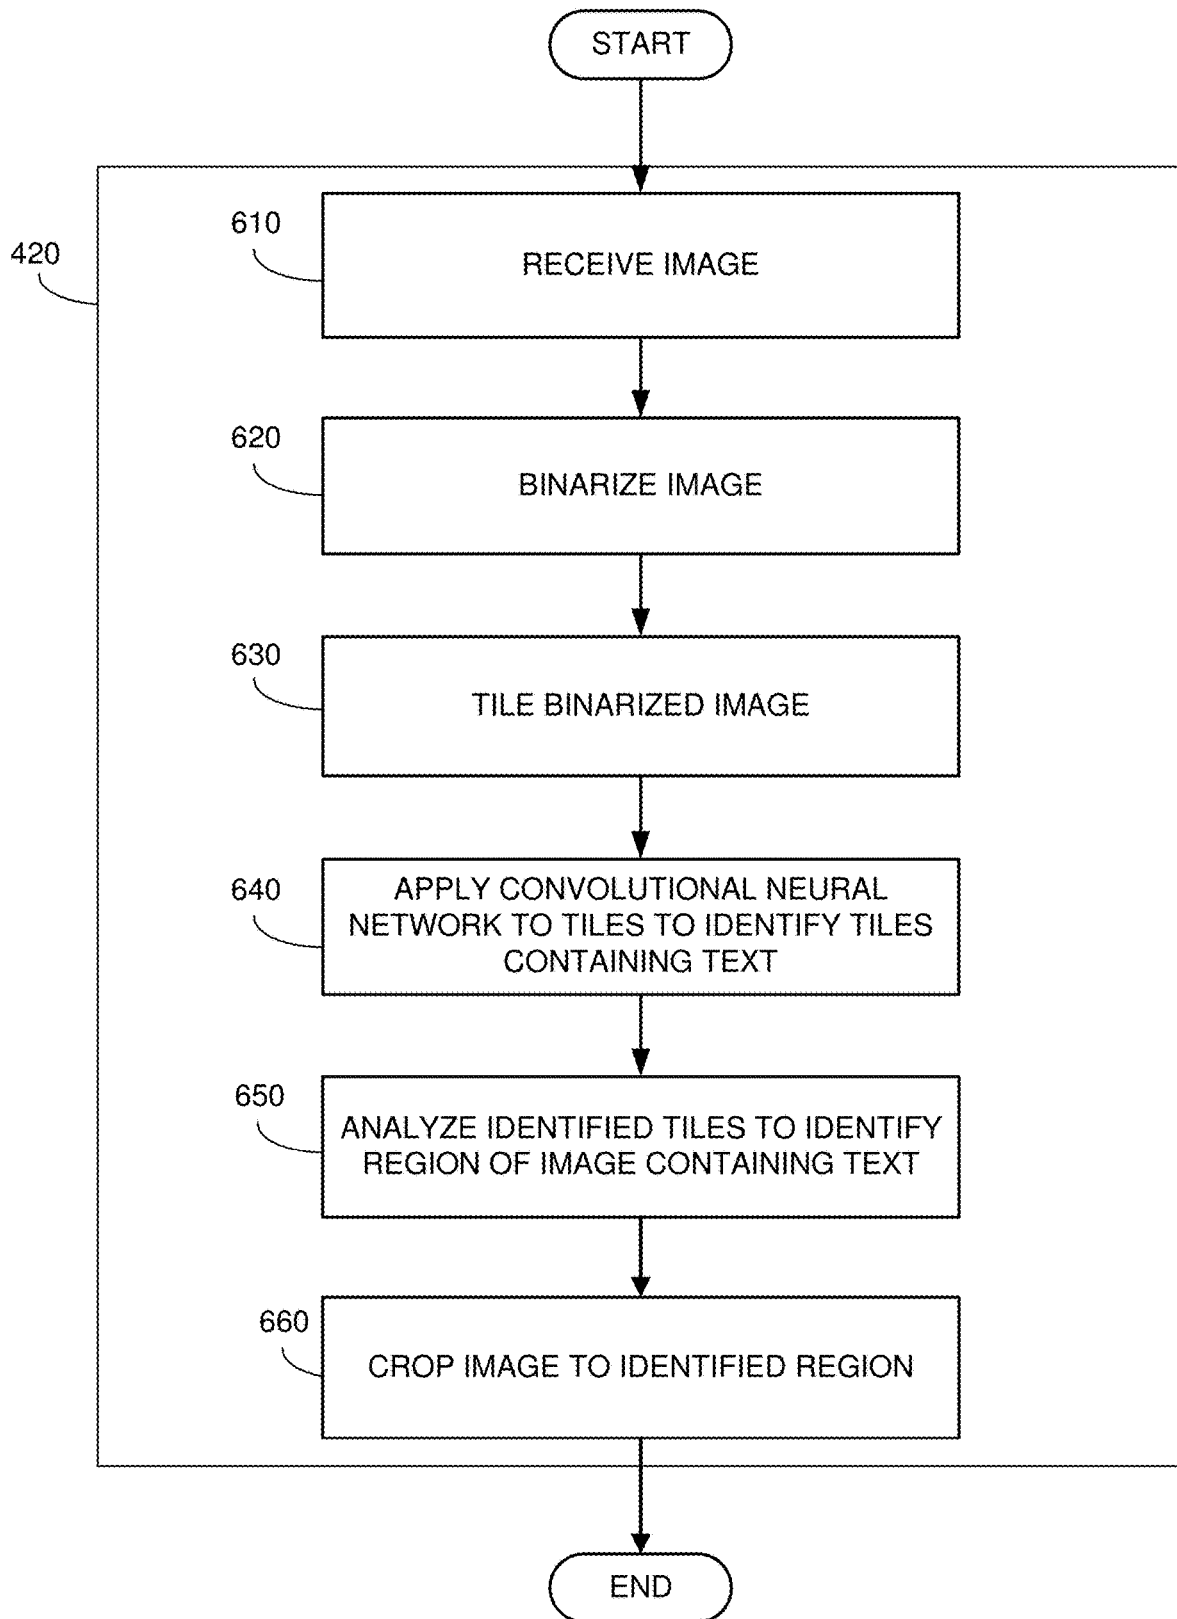 START
420
610
RECEIVE IMAGE
620
BINARIZE IMAGE
630
TILE BINARIZED IMAGE
640
APPLY CONVOLUTIONAL NEURAL
NETWORK TO TILES TO IDENTIFY TILES
CONTAINING TEXT
650
ANALYZE IDENTIFIED TILES TO IDENTIFY
REGION OF IMAGE CONTAINING TEXT
660
CROP IMAGE TO IDENTIFIED REGION
END